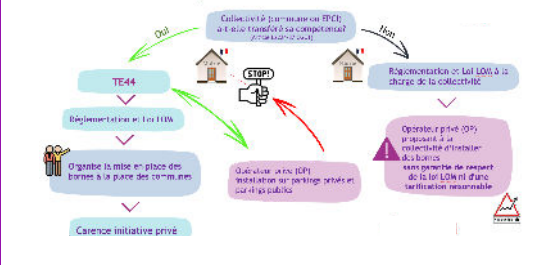 Collectivité (commune ou EPCI)
a-t-elle transféré sa compétence?
Oui
Non
STOP!
TE44
Réglementation et Loi LOM à la
charge de la collectivité
Réglementation et Loi LOM
Opérateur privé (OP)
proposant à la
collectivité d'installer
des bornes
sans garantie de respect
de la loi LOM ni d'une
tarification raisonnable
Organise la mise en place des
bornes à la place des communes
Opérateur privé (OP)
installation sur parkings privés et
parkings publics
Carence initiative privé